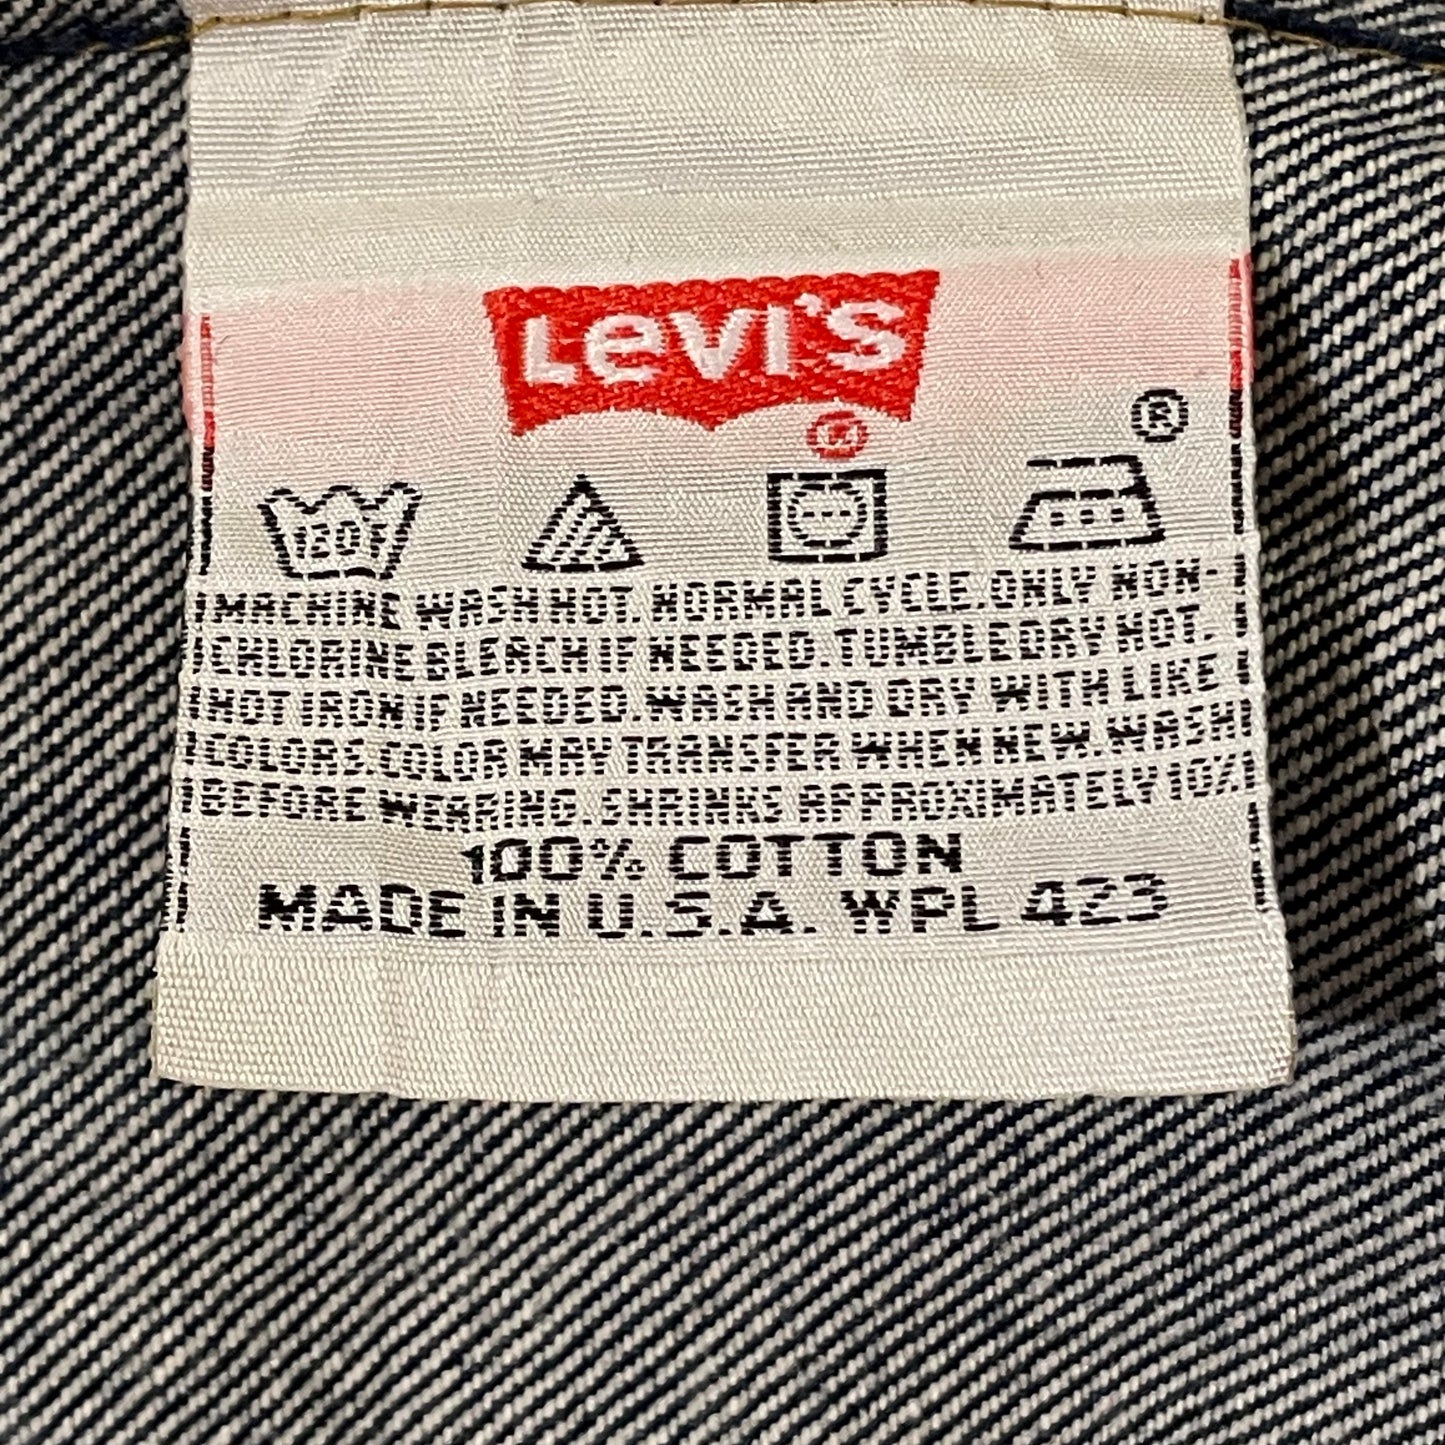 Levi's
®
®
120F
MACHINE WASH HOT. NORMAL CYCLE. ONLY NON-
CHLORINE BLEACH IF NEEDED. TUMBLE DRY HOT.
HOT IRON IF NEEDED. WASH AND DRY WITH LIKE
COLORS. COLOR MAY TRANSFER WHEN NEW. WASH
BEFORE WEARING. SHRINKS APPROXIMATELY 10%
100% COTTON
MADE IN U.S.A. WPL 423